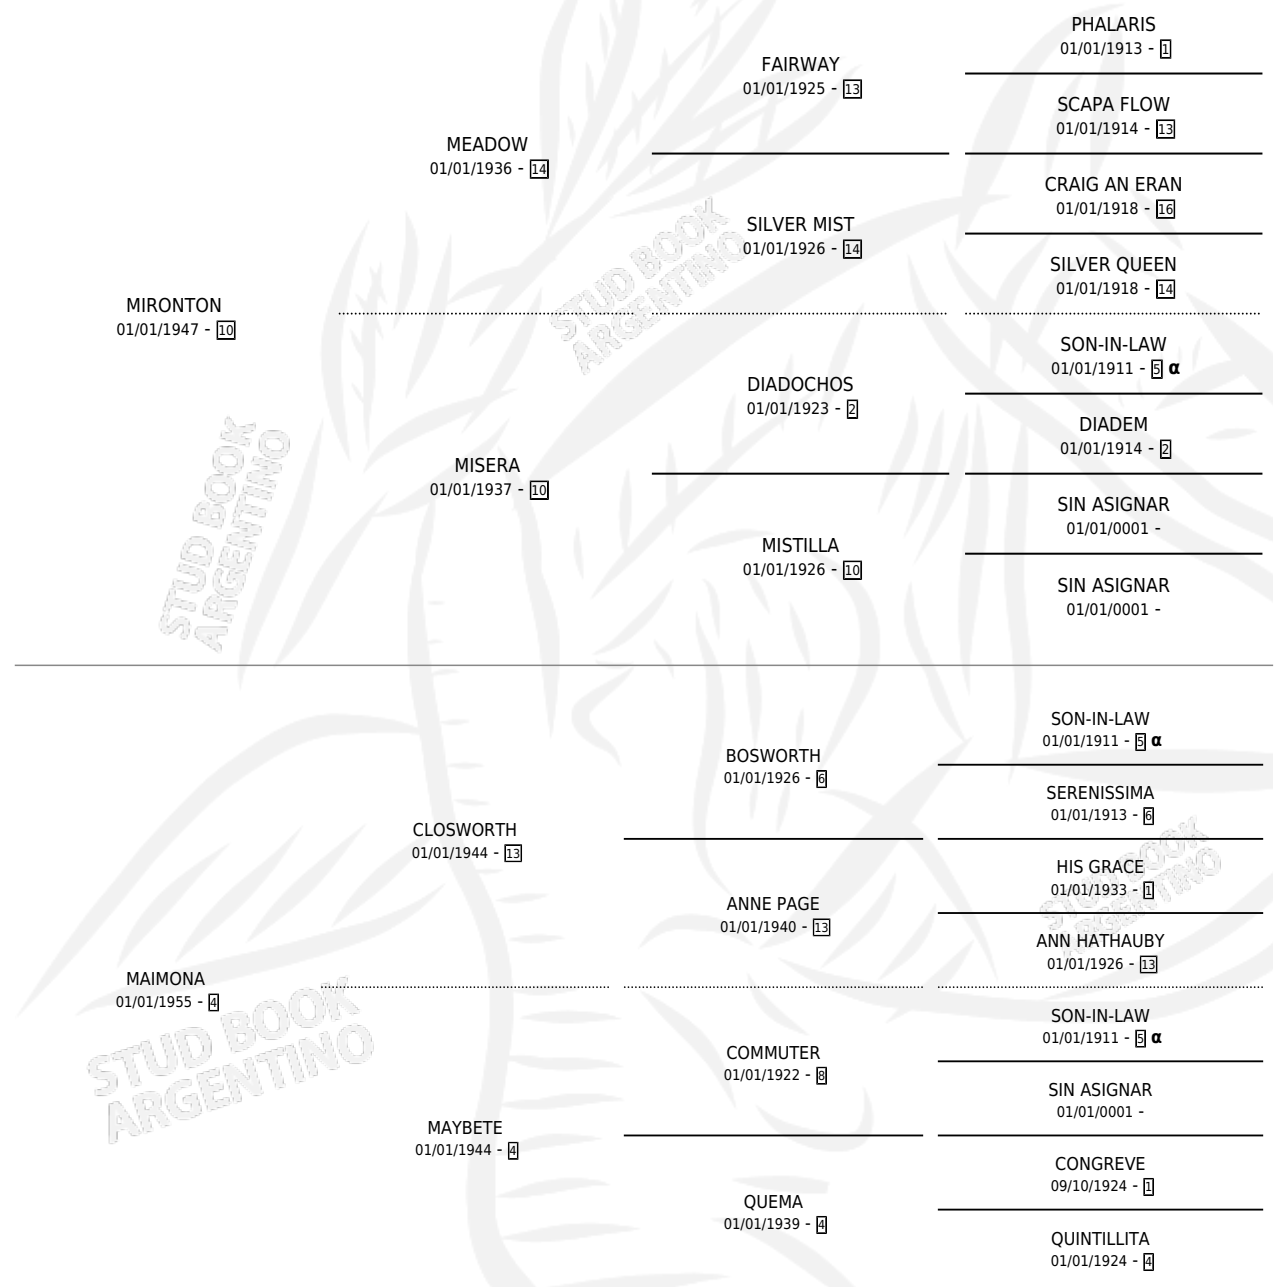 PHALARIS
01/01/1913 - 1
FAIRWAY
01/01/1925 - 13
SCAPA FLOW
01/01/1914 - 13
MEADOW
01/01/1936 - 14
CRAIG AN ERAN
01/01/1918 - 16
SILVER MIST
01/01/1926 - 14
SILVER QUEEN
01/01/1918 - 14
STUD BOOK
ARGENTINO
MIRONTON
01/01/1947 - 10
SON-IN-LAW
01/01/1911 - 5 α
DIADOCHOS
01/01/1923 - 2
DIADEM
01/01/1914 - 2
MISERA
01/01/1937 - 10
SIN ASIGNAR
01/01/0001 -
MISTILLA
01/01/1926 - 10
SIN ASIGNAR
01/01/0001 -
STUD BOOK
ARGENTINO
SON-IN-LAW
01/01/1911 - 5 α
BOSWORTH
01/01/1926 - 6
SERENISSIMA
01/01/1913 - 6
CLOSWORTH
01/01/1944 - 13
HIS GRACE
01/01/1933 - 1
ANNE PAGE
01/01/1940 - 13
ANN HATHAUBY
01/01/1926 - 13
STUD BOOK
ARGENTINO
MAIMONA
01/01/1955 - 4
SON-IN-LAW
01/01/1911 - 5 α
COMMUTER
01/01/1922 - 8
SIN ASIGNAR
01/01/0001 -
STUD BOOK
ARGENTINO
MAYBETE
01/01/1944 - 4
CONGREVE
09/10/1924 - 1
QUEMA
01/01/1939 - 4
QUINTILLITA
01/01/1924 - 4